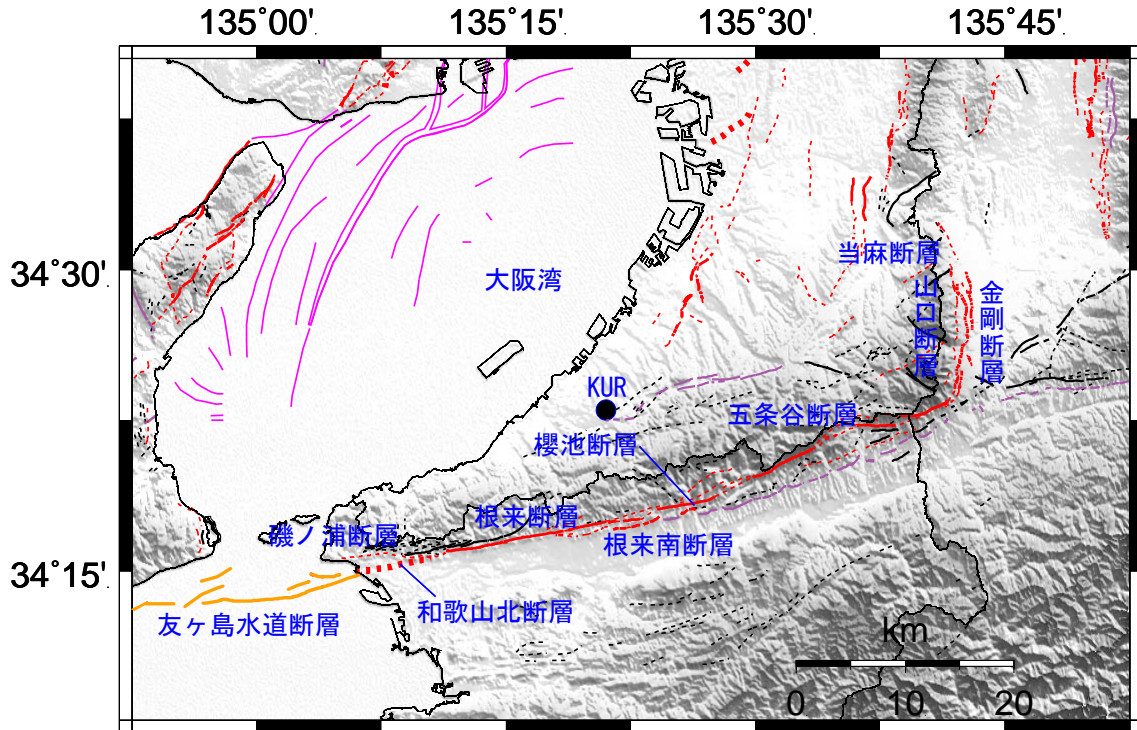 135°00'
135°15'
135°30'
135°45'
34°30'
34°15'
大阪湾
当麻断層
山口断層
金剛断層
KUR
五条谷断層
櫻池断層
根来断層
磯ノ浦断層
根来南断層
和歌山北断層
友ヶ島水道断層
km
0 10 20